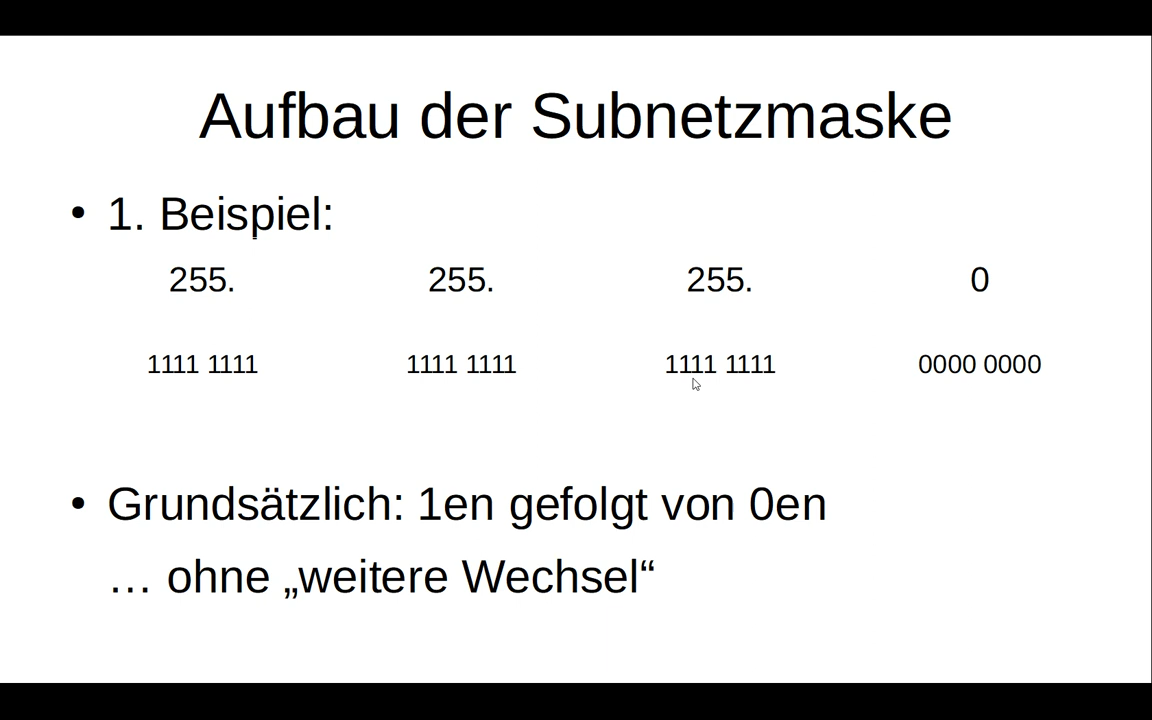 Aufbau der Subnetzmaske
• 1. Beispiel:
255. 255. 255. 0
1111 1111 1111 1111 1111 1111 0000 0000
• Grundsätzlich: 1en gefolgt von 0en
… ohne „weitere Wechsel“